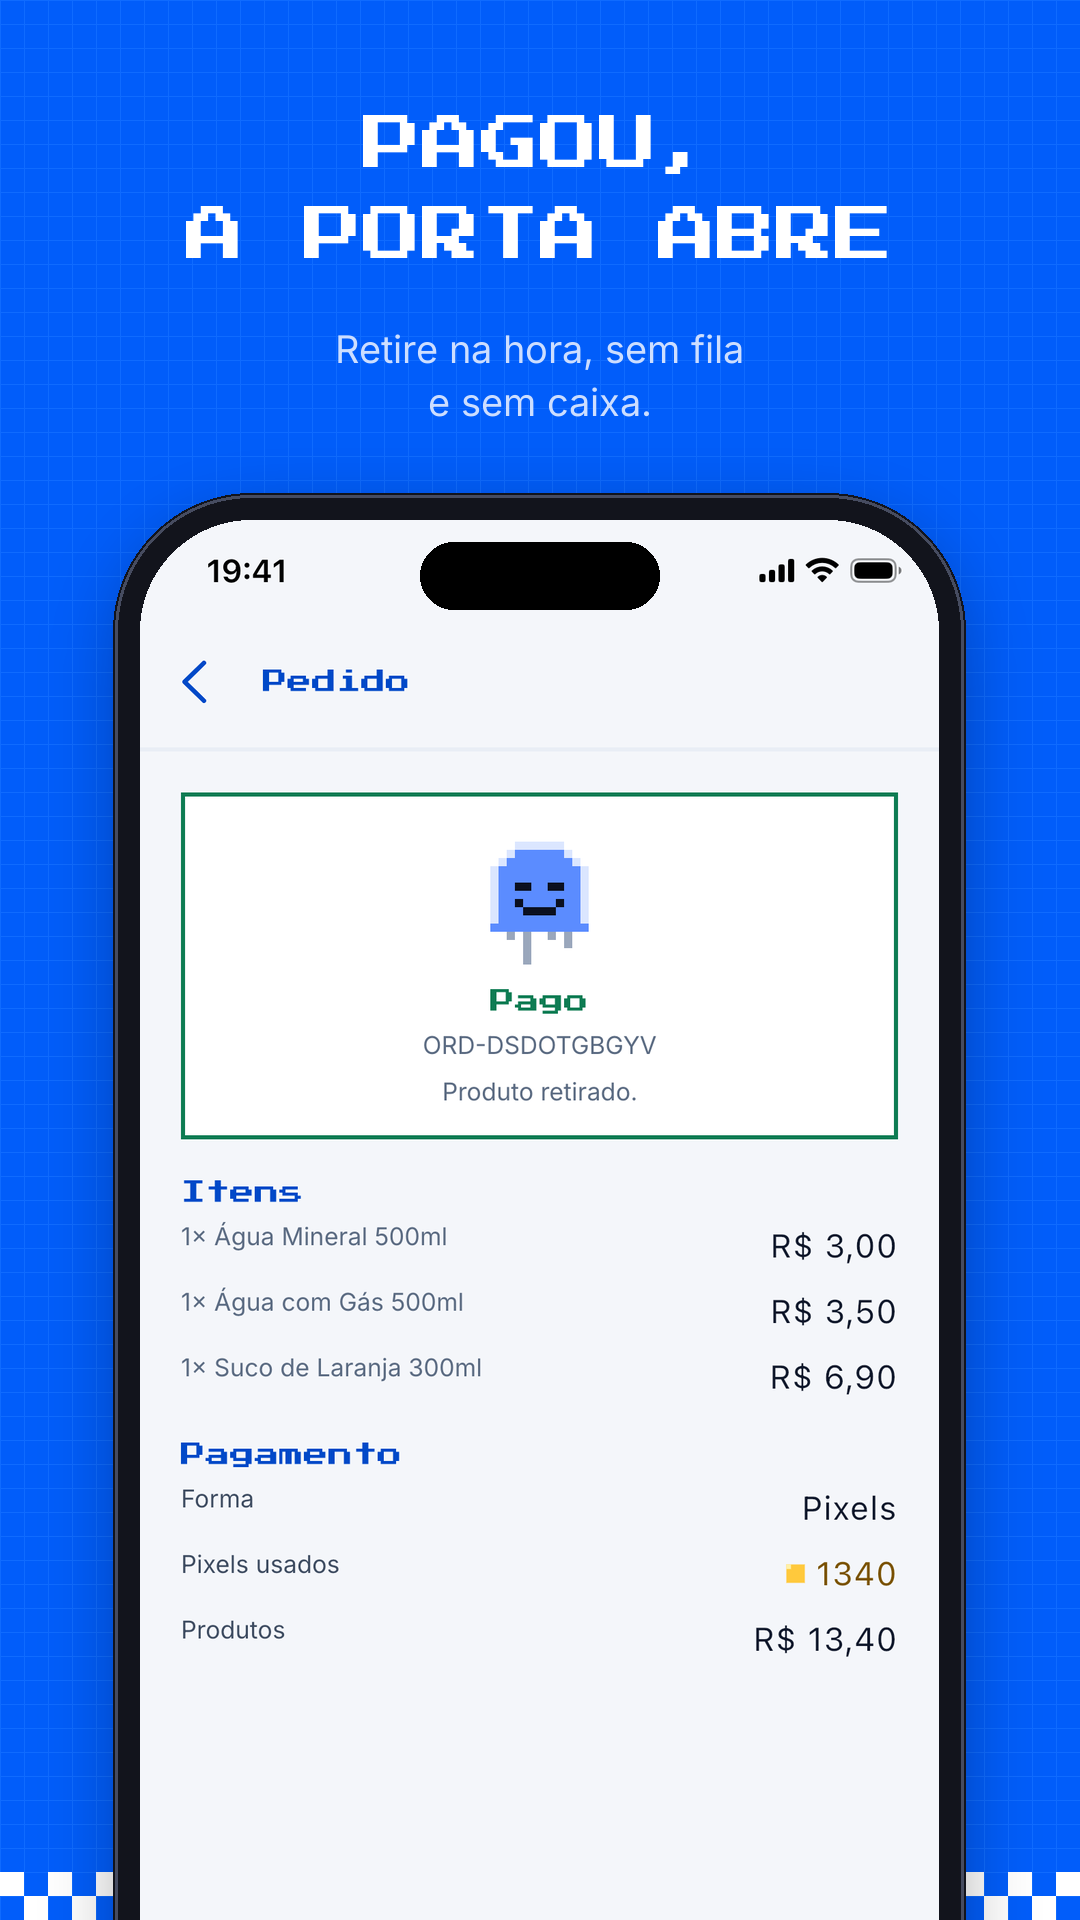 PAGOU,
A PORTA ABRE
Retire na hora, sem fila
e sem caixa.
19:41
Pedido
Pago
ORD-DSDOTGBGYV
Produto retirado.
Itens
1× Água Mineral 500ml R$ 3,00
1× Água com Gás 500ml R$ 3,50
1× Suco de Laranja 300ml R$ 6,90
Pagamento
Forma Pixels
Pixels usados 1340
Produtos R$ 13,40